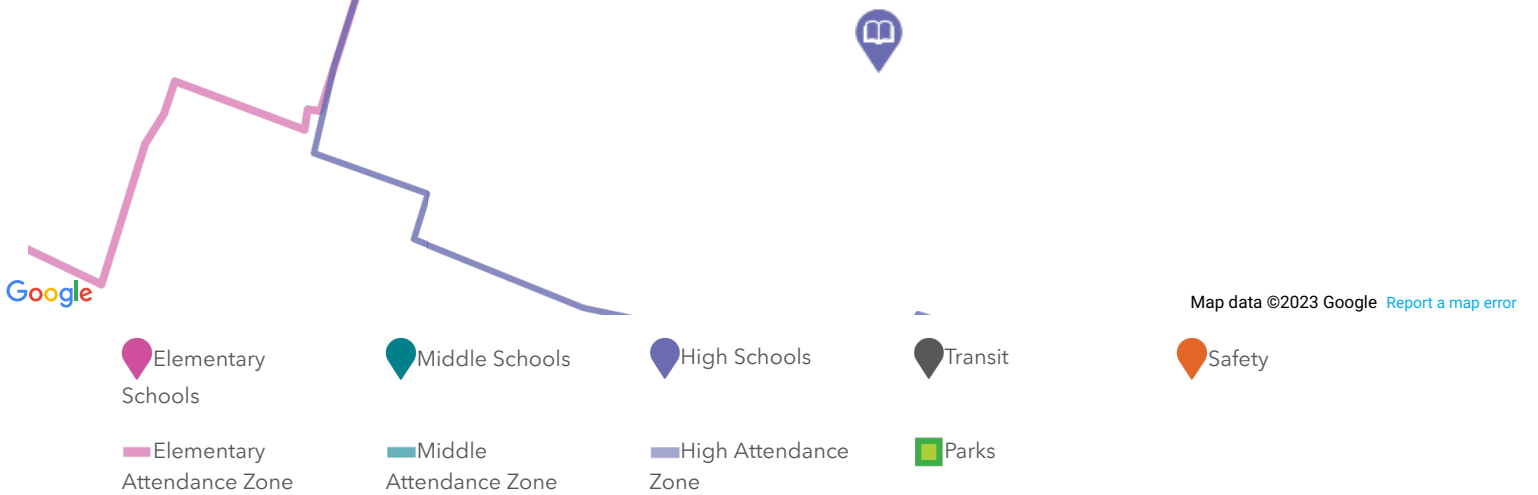 Google
Map data ©2023 Google Report a map error
Elementary
Schools
Middle Schools
High Schools
Transit
Safety
Elementary
Attendance Zone
Middle
Attendance Zone
High Attendance
Zone
Parks